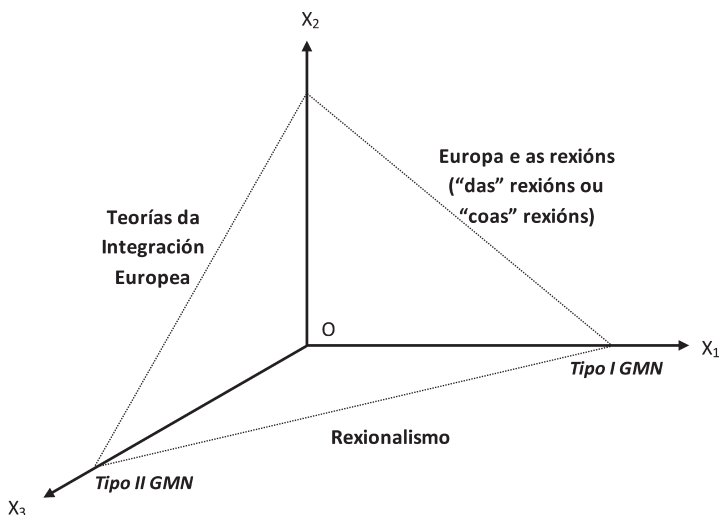 X2
Europa e as rexións
(“das” rexións ou
“coas” rexións)
Teorías da
Integración
Europea
O
X1
Tipo I GMN
Rexionalismo
Tipo II GMN
X3